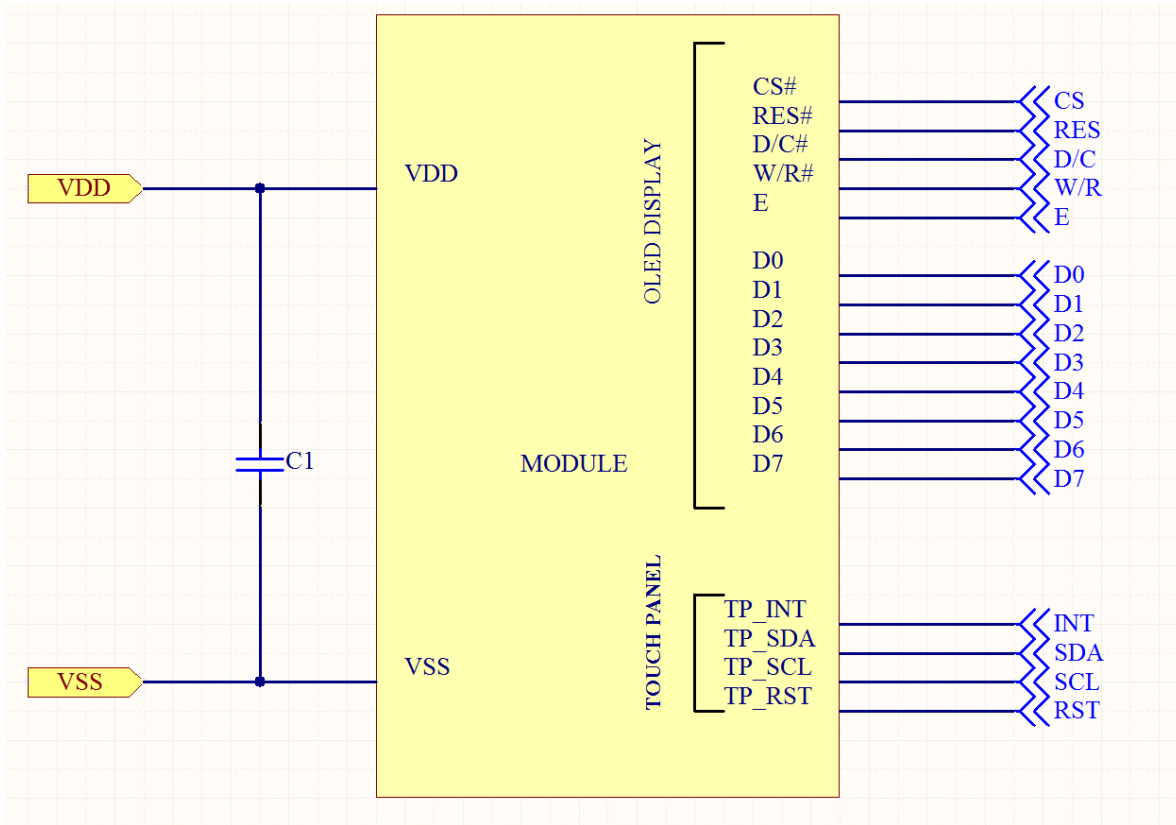 VDD
VSS
C1
VDD
VSS
MODULE
OLED DISPLAY
CS#
RES#
D/C#
W/R#
E
D0
D1
D2
D3
D4
D5
D6
D7
TOUCH PANEL
TP_INT
TP_SDA
TP_SCL
TP_RST
CS
RES
D/C
W/R
E
D0
D1
D2
D3
D4
D5
D6
D7
INT
SDA
SCL
RST